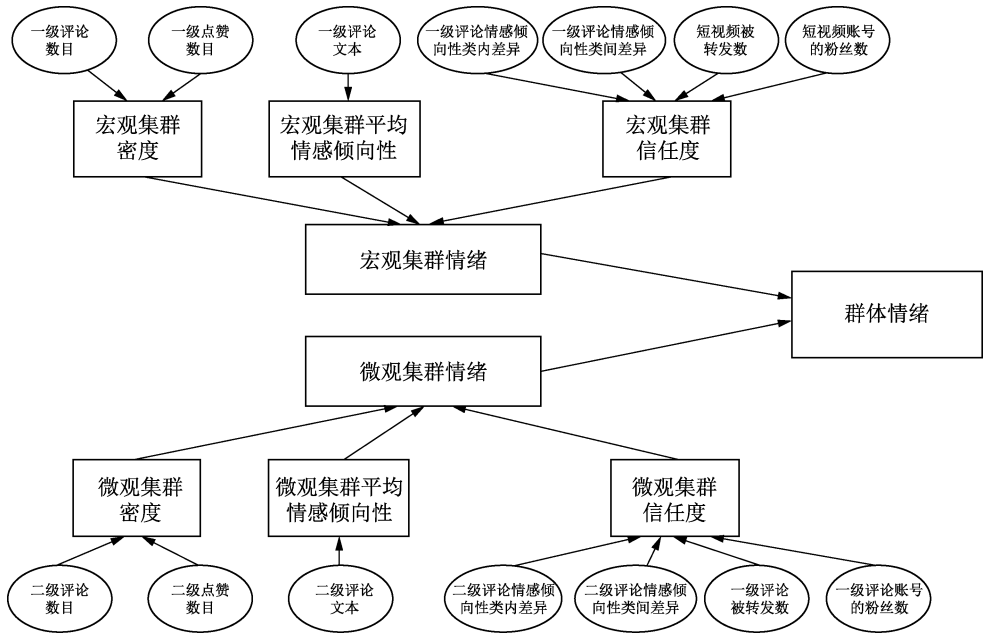 一级评论
数目
一级点赞
数目
一级评论
文本
一级评论情感倾
向性类内差异
一级评论情感倾
向性类间差异
短视频被
转发数
短视频账号
的粉丝数
宏观集群
密度
宏观集群平均
情感倾向性
宏观集群
信任度
宏观集群情绪
群体情绪
微观集群情绪
微观集群
密度
微观集群平均
情感倾向性
微观集群
信任度
二级评论
数目
二级点赞
数目
二级评论
文本
二级评论情感倾
向性类内差异
二级评论情感倾
向性类间差异
一级评论
被转发数
一级评论账号
的粉丝数